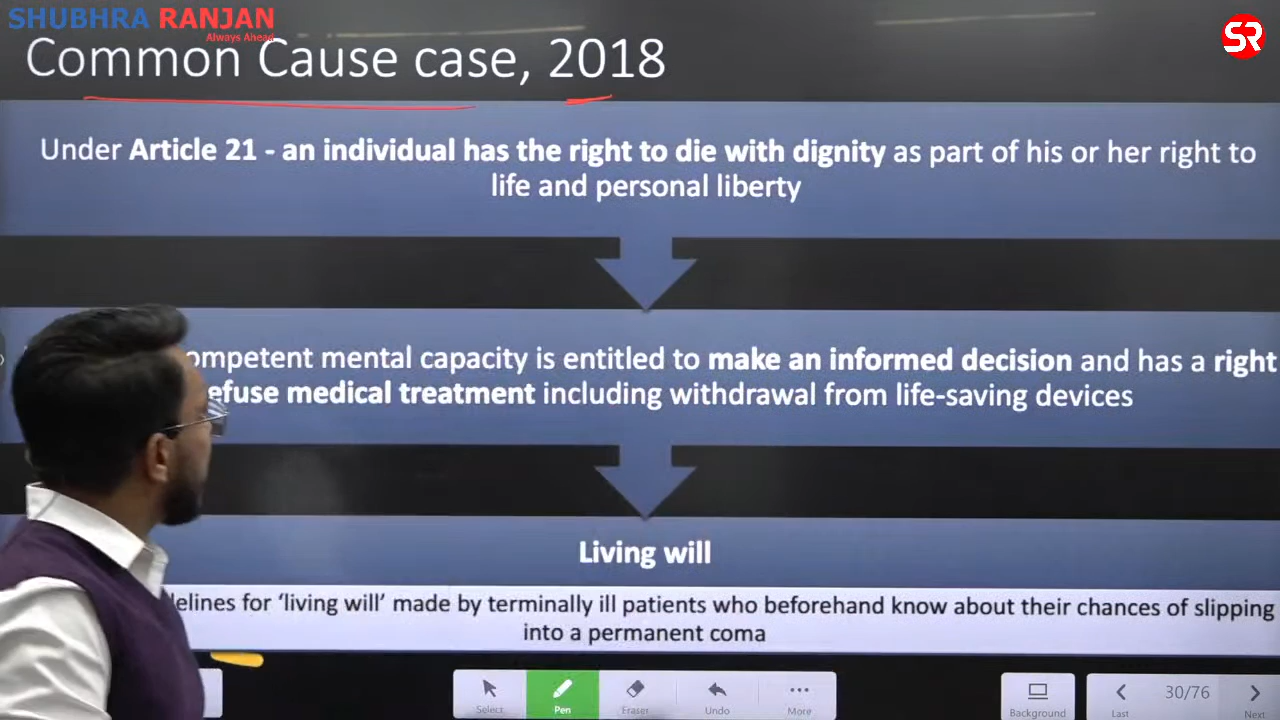 SHUBHRA RANJAN
Always Ahead
SR
Common Cause case, 2018
Under Article 21 - an individual has the right to die with dignity as part of his or her right to
life and personal liberty
competent mental capacity is entitled to make an informed decision and has a right
refuse medical treatment including withdrawal from life-saving devices
Living will
for 'living will' made by terminally ill patients who beforehand know about their chances of slipping
into a permanent coma
Select
Pen
Eraser
Undo
More
Background
Last
30/76
Next